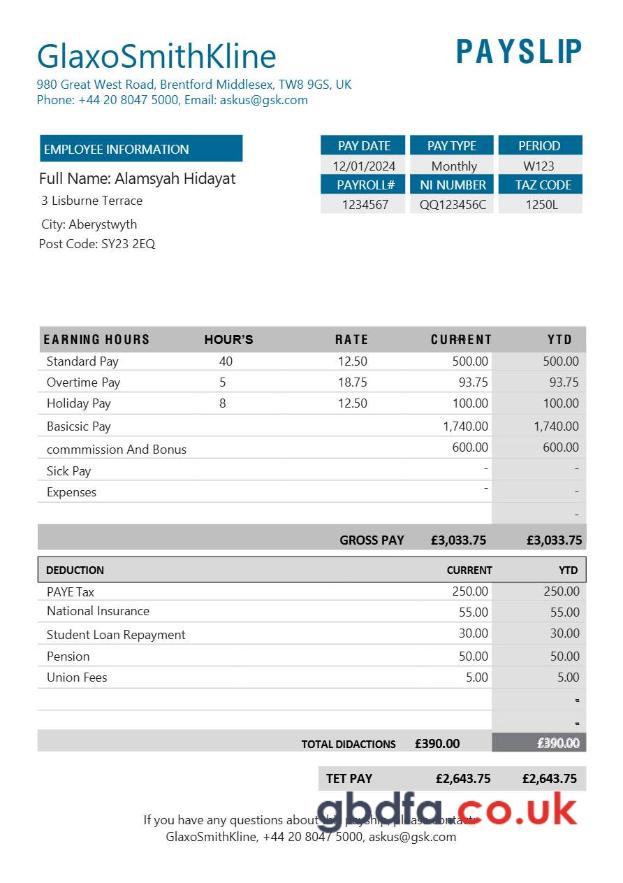 GlaxoSmithKline
PAYSLIP
980 Great West Road, Brentford Middlesex, TW8 9GS, UK
Phone: +44 20 8047 5000, Email: askus@gsk.com
EMPLOYEE INFORMATION
Full Name: Alamsyah Hidayat
3 Lisburne Terrace
City: Aberystwyth
Post Code: SY23 2EQ
PAY DATE PAY TYPE PERIOD
12/01/2024 Monthly W123
PAYROLL# NI NUMBER TAZ CODE
1234567 QQ123456C 1250L
EARNING HOURS HOUR'S RATE CURRENT YTD
Standard Pay 40 12.50 500.00 500.00
Overtime Pay 5 18.75 93.75 93.75
Holiday Pay 8 12.50 100.00 100.00
Basicsic Pay 1,740.00 1,740.00
commmission And Bonus 600.00 600.00
Sick Pay - -
Expenses - -
-
GROSS PAY £3,033.75 £3,033.75
DEDUCTION CURRENT YTD
PAYE Tax 250.00 250.00
National Insurance 55.00 55.00
Student Loan Repayment 30.00 30.00
Pension 50.00 50.00
Union Fees 5.00 5.00
-
-
TOTAL DIDACTIONS £390.00 £390.00
TET PAY £2,643.75 £2,643.75
gbdfa.co.uk
If you have any questions about this payslip, please contact:
GlaxoSmithKline, +44 20 8047 5000, askus@gsk.com